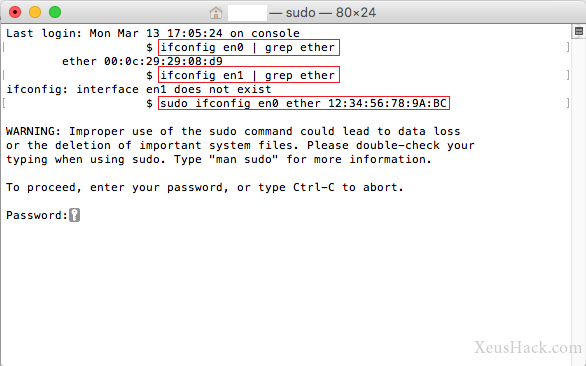 — sudo — 80×24
Last login: Mon Mar 13 17:05:24 on console
[ $ ifconfig en0 | grep ether ]
ether 00:0c:29:29:08:d9
[ $ ifconfig en1 | grep ether ]
ifconfig: interface en1 does not exist
[ $ sudo ifconfig en0 ether 12:34:56:78:9A:BC ]
WARNING: Improper use of the sudo command could lead to data loss
or the deletion of important system files. Please double-check your
typing when using sudo. Type "man sudo" for more information.
To proceed, enter your password, or type Ctrl-C to abort.
Password:
XeusHack.com